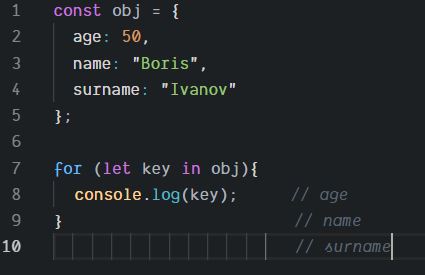 1 const obj = {
2 age: 50,
3 name: "Boris",
4 surname: "Ivanov"
5 };
6
7 for (let key in obj){
8 console.log(key); // age
9 } // name
10 // surname